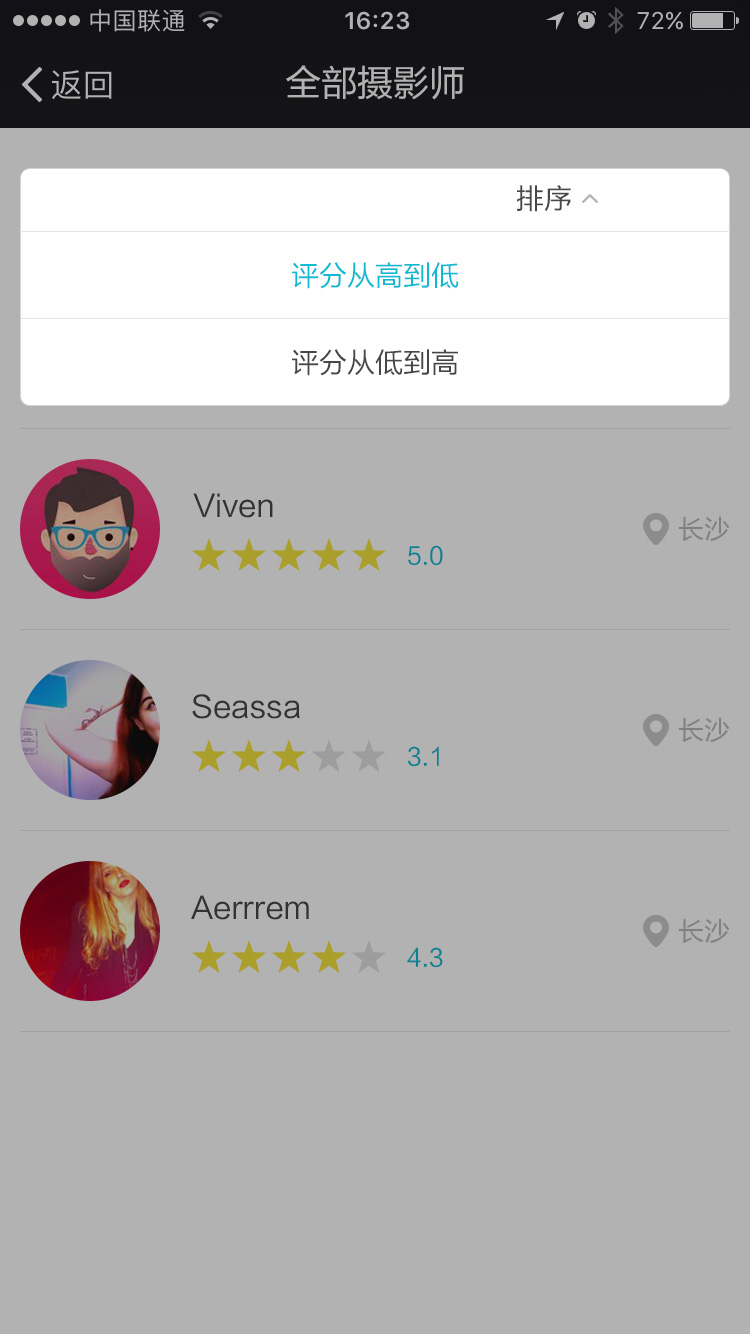 中国联通 16:23 72%
返回 全部摄影师
排序
评分从高到低
评分从低到高
Viven
5.0
长沙
Seassa
3.1
长沙
Aerrrem
4.3
长沙